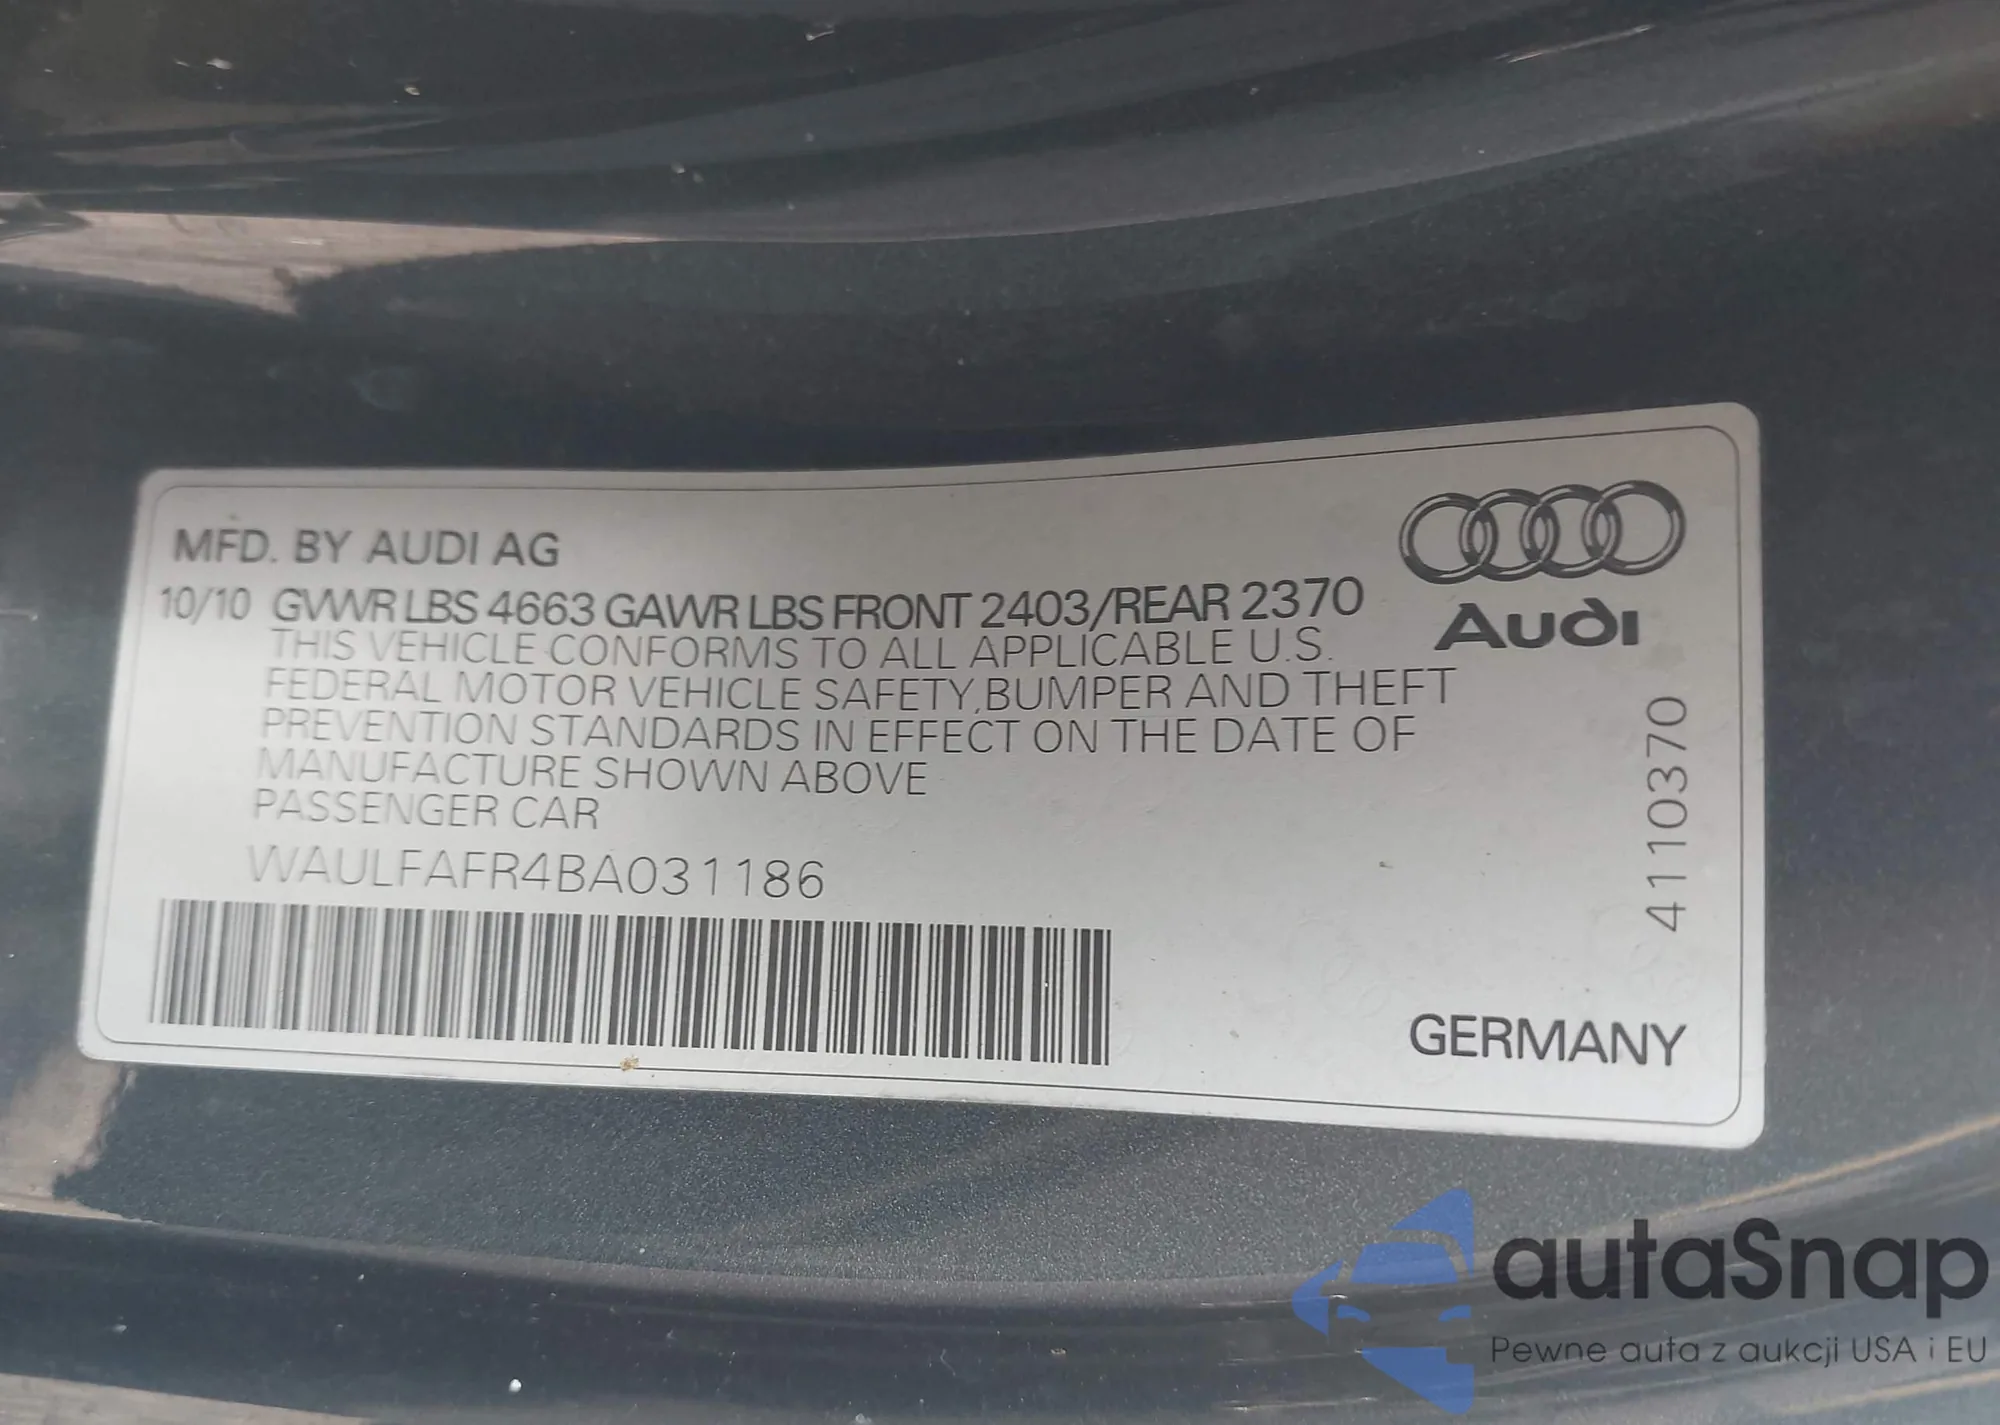 MFD. BY AUDI AG
10/10 GVWR LBS 4663 GAWR LBS FRONT 2403/REAR 2370
THIS VEHICLE CONFORMS TO ALL APPLICABLE U.S.
FEDERAL MOTOR VEHICLE SAFETY, BUMPER AND THEFT
PREVENTION STANDARDS IN EFFECT ON THE DATE OF
MANUFACTURE SHOWN ABOVE
PASSENGER CAR
WAULFAFR4BA031186
Audi
4110370
GERMANY
autaSnap
Pewne auta z aukcji USA i EU